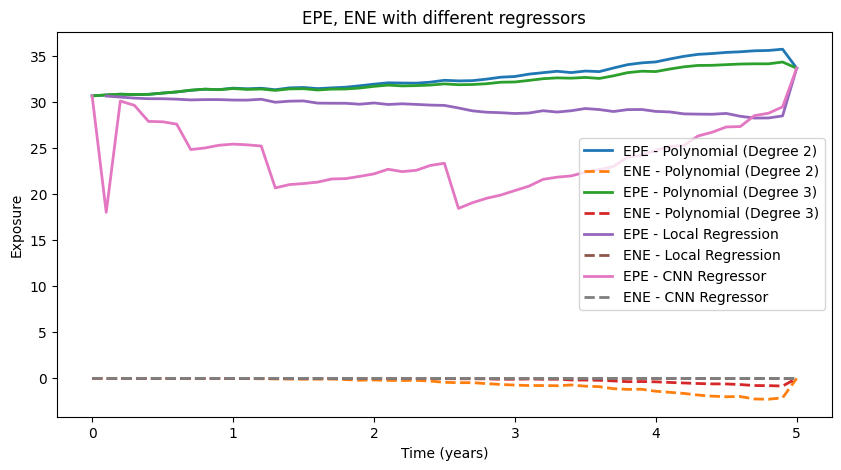 EPE, ENE with different regressors
Exposure
35
30
25
20
15
10
5
0
EPE - Polynomial (Degree 2)
ENE - Polynomial (Degree 2)
EPE - Polynomial (Degree 3)
ENE - Polynomial (Degree 3)
EPE - Local Regression
ENE - Local Regression
EPE - CNN Regressor
ENE - CNN Regressor
0 1 2 3 4 5
Time (years)